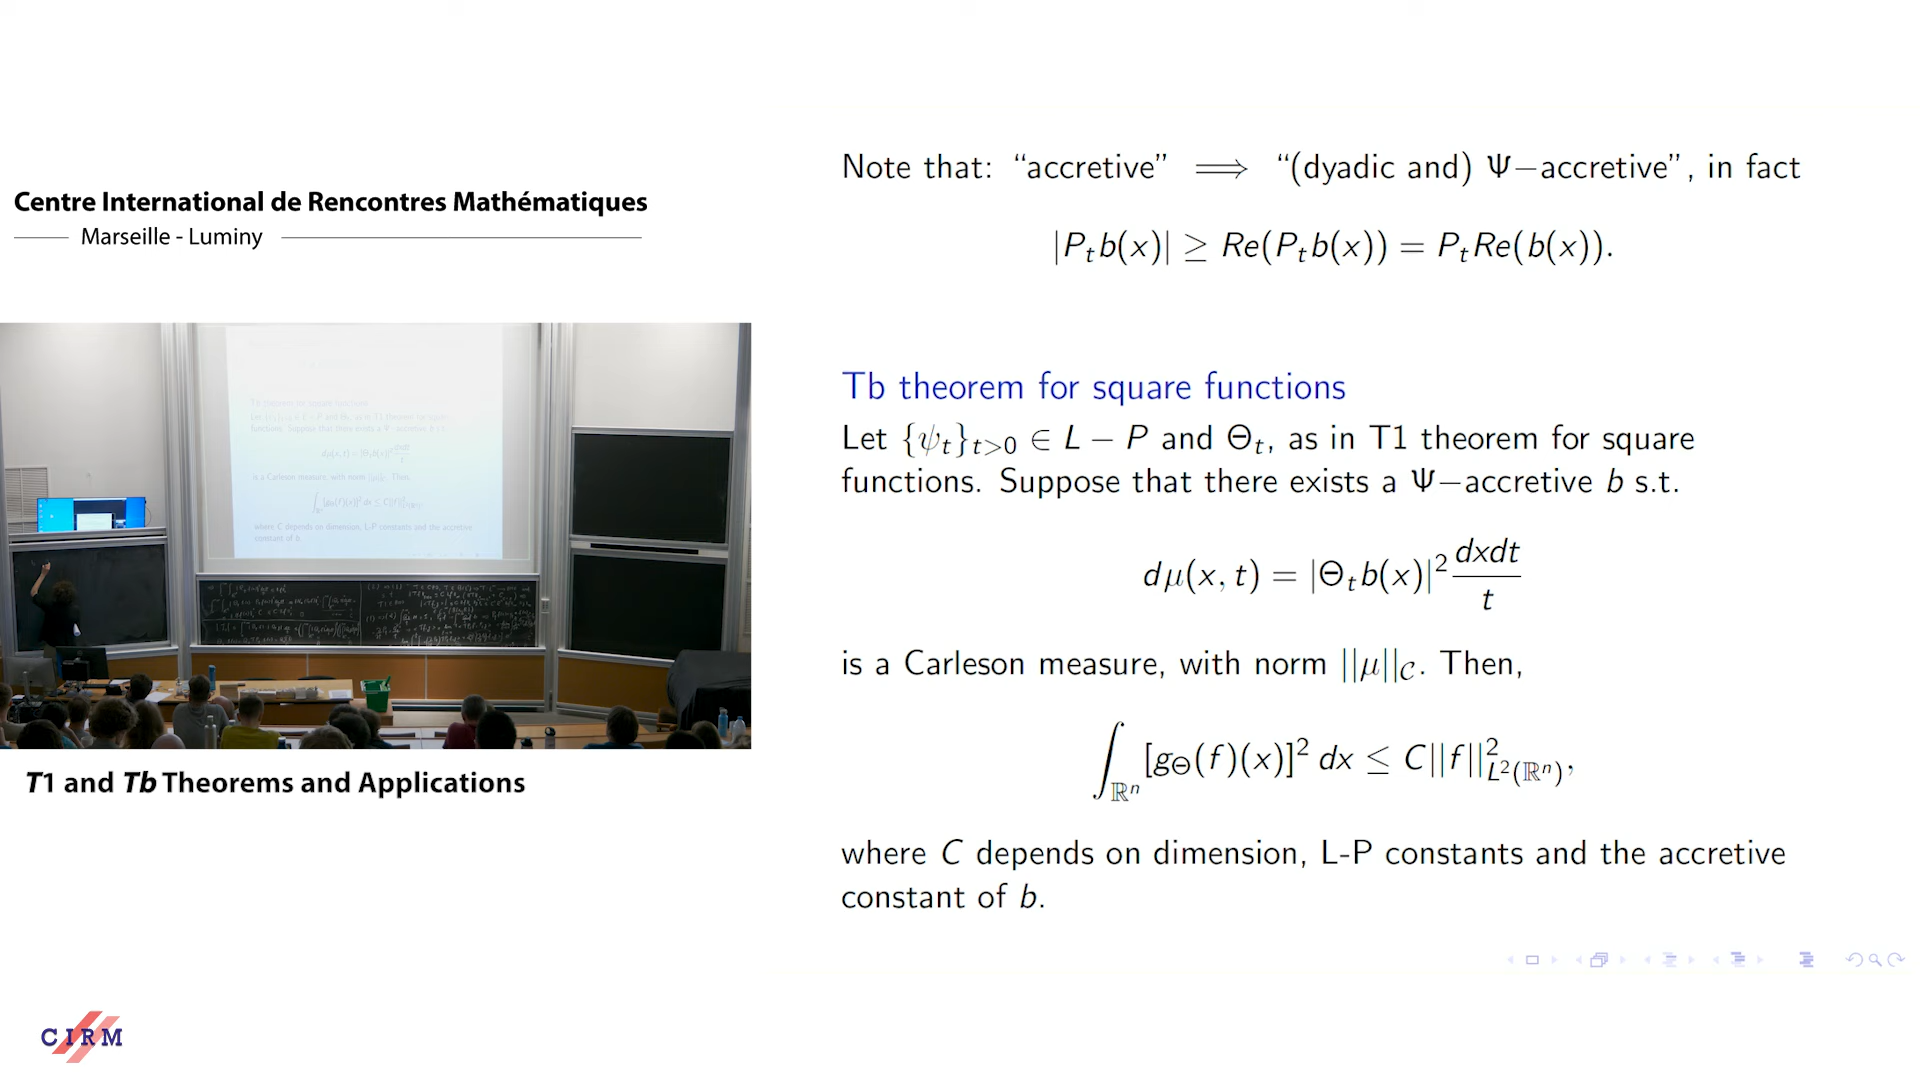 Centre International de Rencontres Mathématiques
Marseille - Luminy
T1 and Tb Theorems and Applications
CIRM
Note that: “accretive” ⟹ “(dyadic and) Ψ−accretive”, in fact
|P_t b(x)| ≥ Re(P_t b(x)) = P_t Re(b(x)).
Tb theorem for square functions
Let {ψ_t}_{t>0} ∈ L − P and Θ_t, as in T1 theorem for square
functions. Suppose that there exists a Ψ−accretive b s.t.
dμ(x, t) = |Θ_t b(x)|² dxdt/t
is a Carleson measure, with norm ||μ||_C. Then,
∫_{ℝⁿ} [g_Θ(f)(x)]² dx ≤ C||f||²_{L²(ℝⁿ)},
where C depends on dimension, L-P constants and the accretive
constant of b.